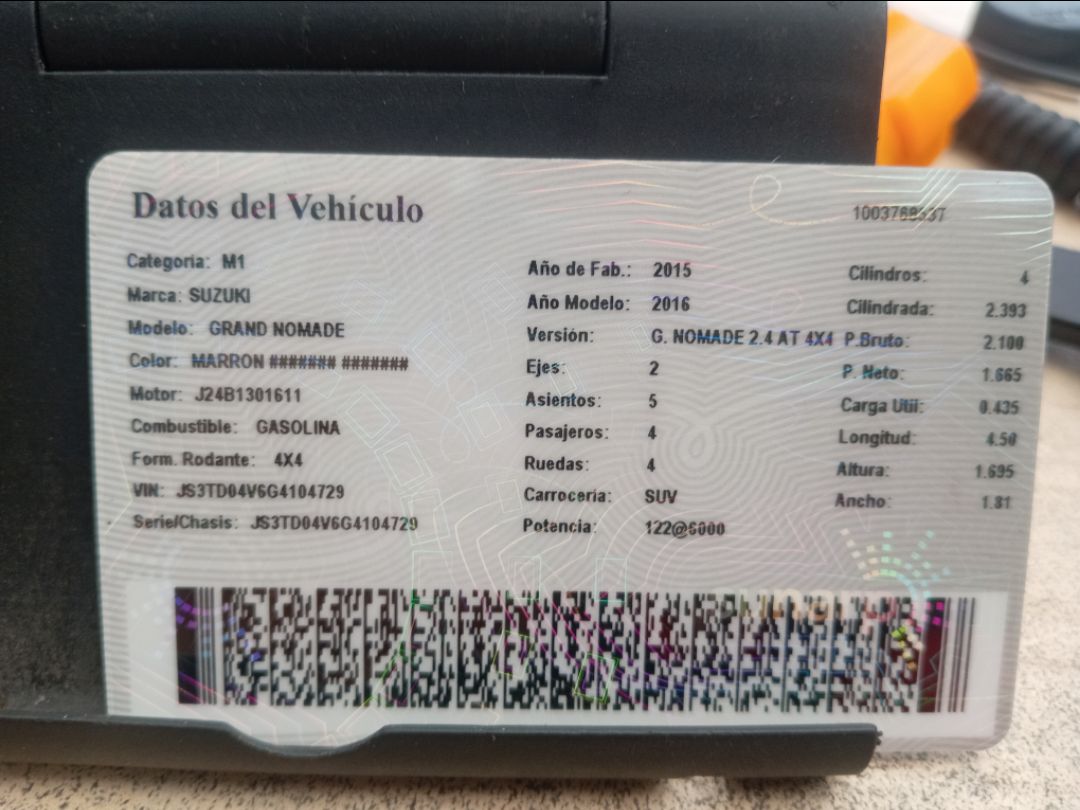 Datos del Vehículo
1003768537
Categoria: M1
Marca: SUZUKI
Modelo: GRAND NOMADE
Color: MARRON ####### #######
Motor: J24B1301611
Combustible: GASOLINA
Form. Rodante: 4X4
VIN: JS3TD04V6G4104729
Serie/Chasis: JS3TD04V6G4104729
Año de Fab.: 2015
Año Modelo: 2016
Versión: G. NOMADE 2.4 AT 4X4
Ejes: 2
Asientos: 5
Pasajeros: 4
Ruedas: 4
Carrocería: SUV
Potencia: 122@6000
Cilindros: 4
Cilindrada: 2.393
P.Bruto: 2.100
P. Neto: 1.665
Carga Util: 0.435
Longitud: 4.50
Altura: 1.695
Ancho: 1.81